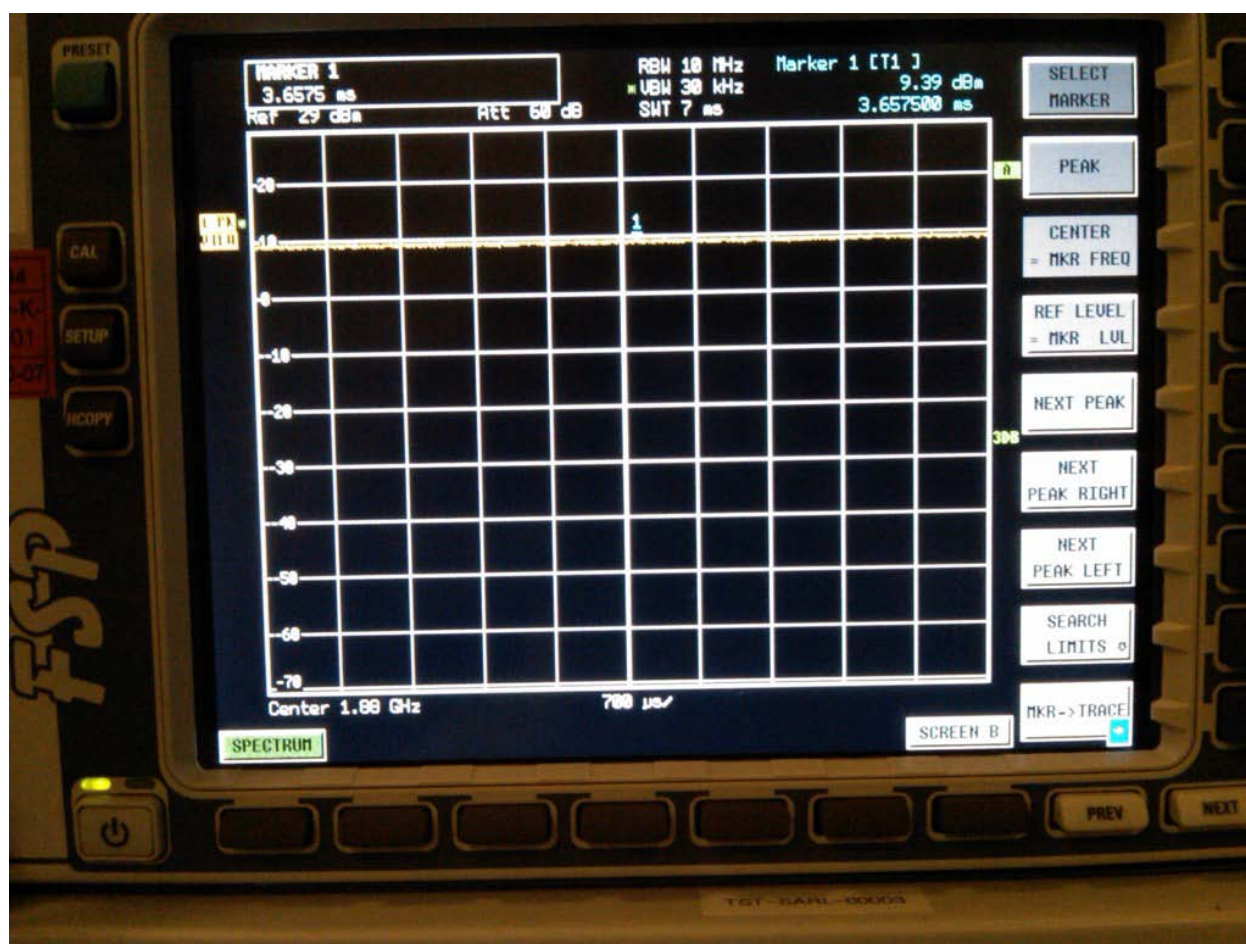 PRESET
MARKER 1
3.6575 ms
Ref 29 dBm
Att 60 dB
RBW 10 MHz
VBW 30 kHz
SWT 7 ms
Marker 1 [T1 ]
9.39 dBm
3.657500 ms
20
10
0
-10
-20
-30
-40
-50
-60
-70
1
A
3DB
Center 1.88 GHz
700 µs/
SPECTRUM
SCREEN B
SELECT
MARKER
PEAK
CENTER
= MKR FREQ
REF LEVEL
= MKR LVL
NEXT PEAK
NEXT
PEAK RIGHT
NEXT
PEAK LEFT
SEARCH
LIMITS
MKR->TRACE
CAL
SETUP
HCOPY
FSP
PREV
NEXT
TST-SARL-00003